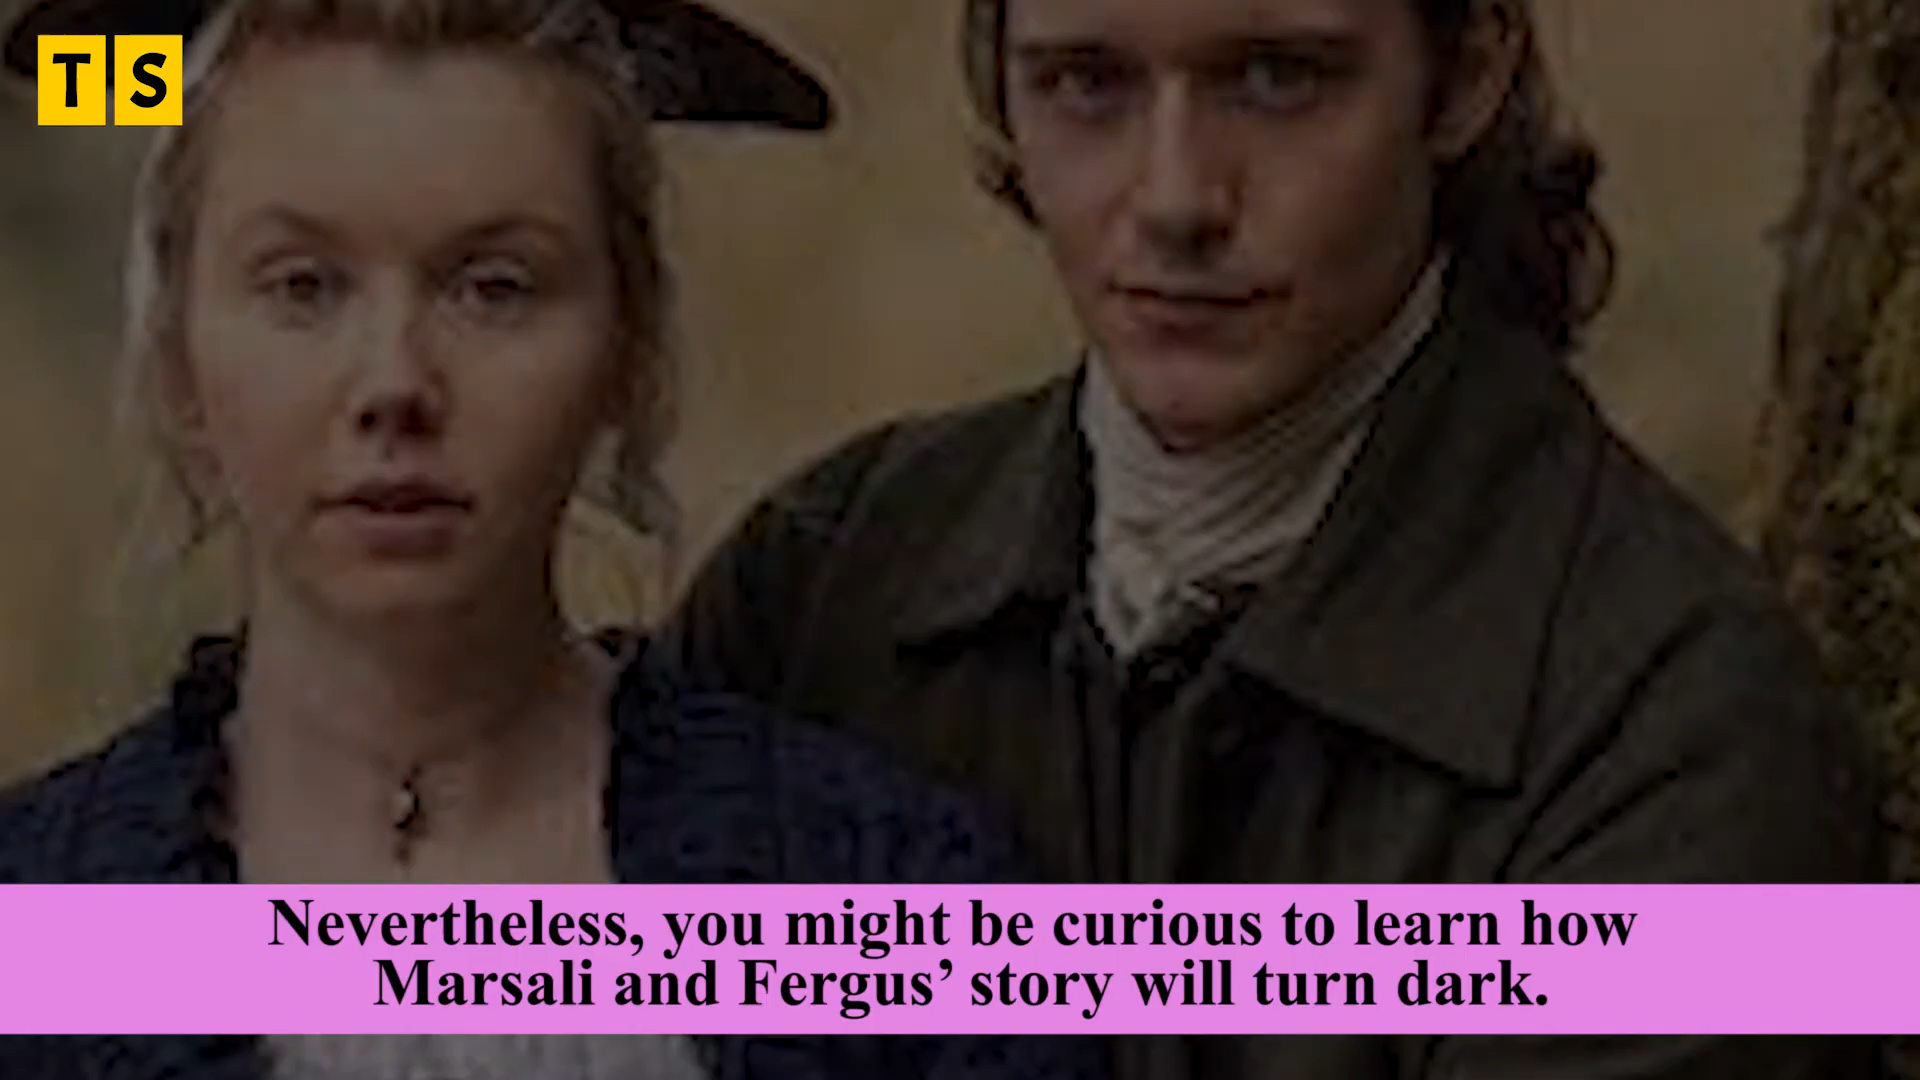 TS
Nevertheless, you might be curious to learn how
Marsali and Fergus’ story will turn dark.